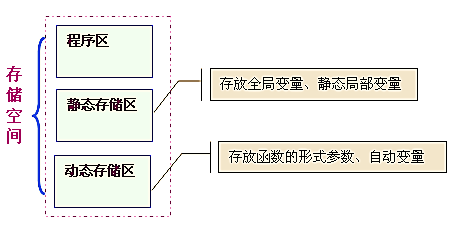 存储空间
程序区
静态存储区
存放全局变量、静态局部变量
动态存储区
存放函数的形式参数、自动变量